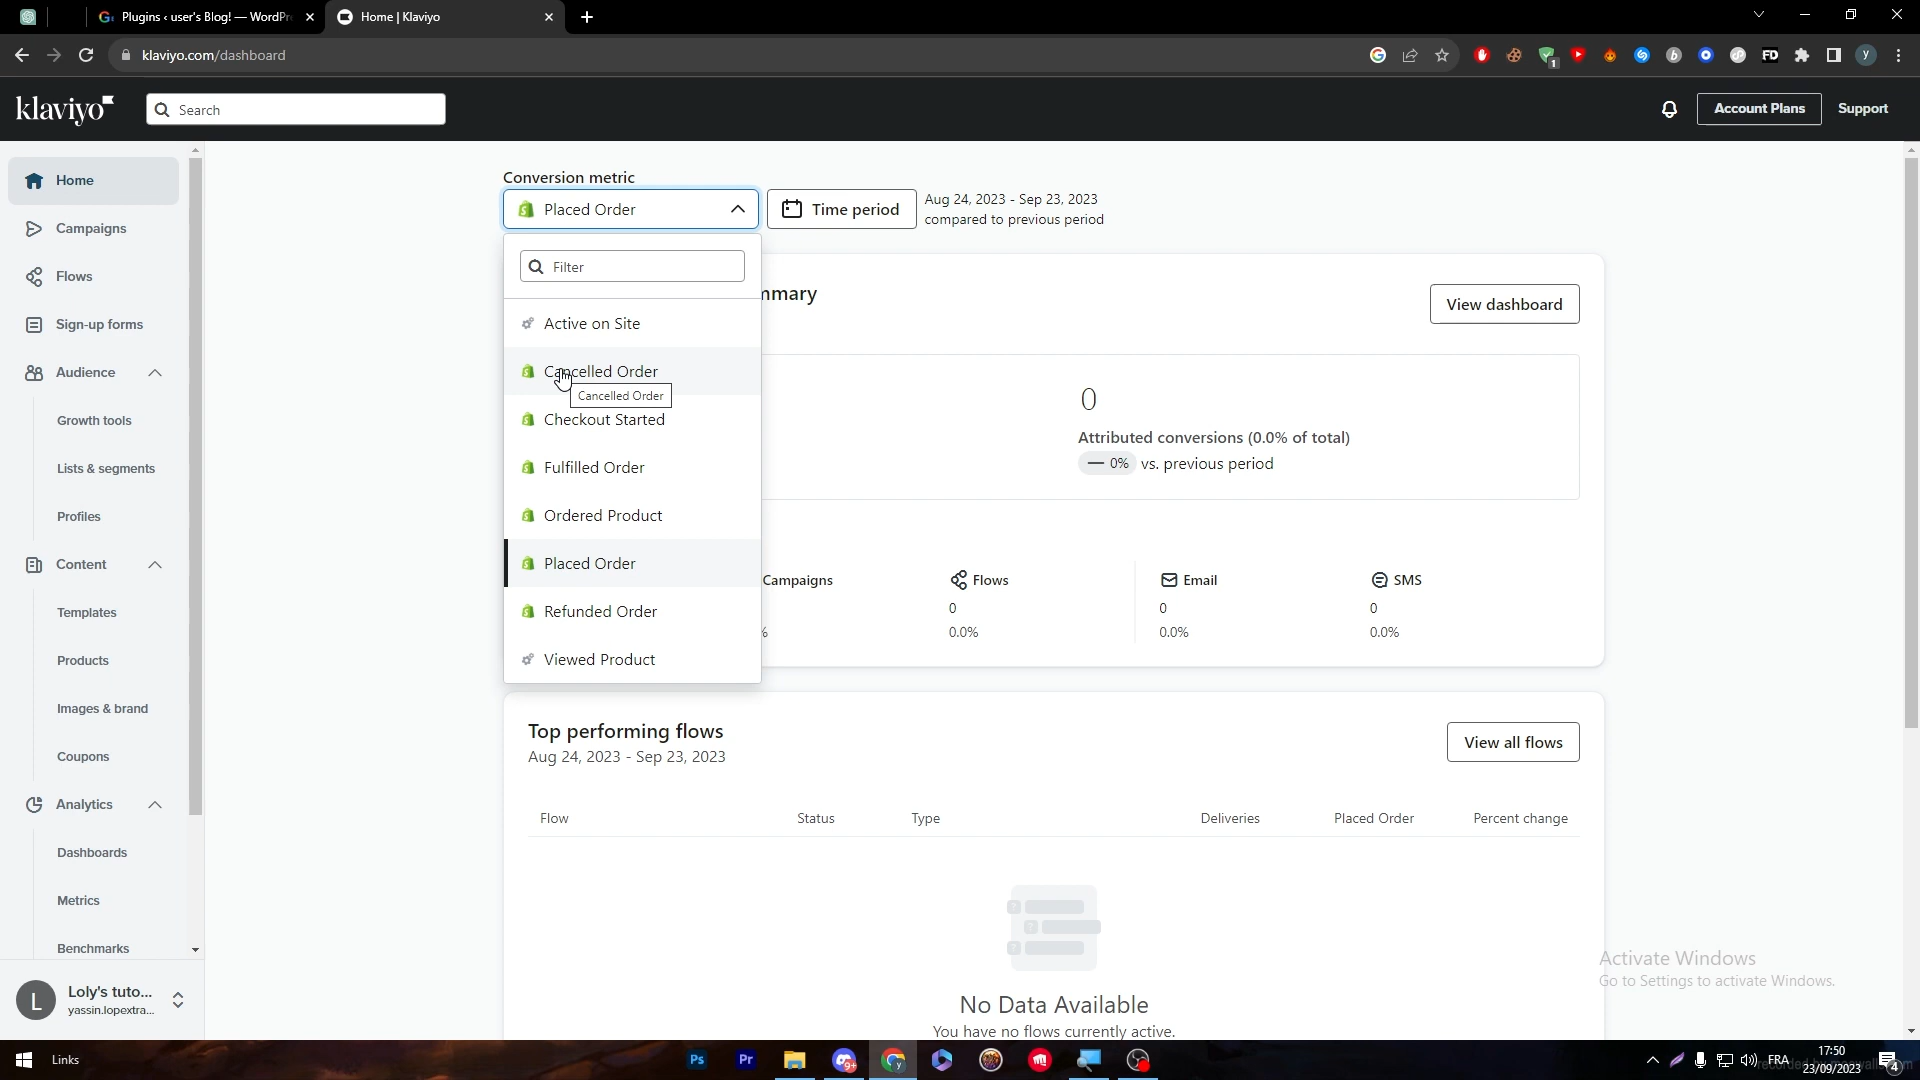 Plugins ‹ user's Blog! — WordPr
Home | Klaviyo
klaviyo.com/dashboard
klaviyo
Search
Account Plans
Support
Home
Campaigns
Flows
Sign-up forms
Audience
Growth tools
Lists & segments
Profiles
Content
Templates
Products
Images & brand
Coupons
Analytics
Dashboards
Metrics
Benchmarks
L
Loly's tuto...
yassin.lopextra...
Conversion metric
Placed Order
Time period
Aug 24, 2023 - Sep 23, 2023
compared to previous period
Filter
Active on Site
Cancelled Order
Cancelled Order
Checkout Started
Fulfilled Order
Ordered Product
Placed Order
Refunded Order
Viewed Product
mmary
View dashboard
0
Attributed conversions (0.0% of total)
— 0% vs. previous period
Campaigns
%
Flows
0
0.0%
Email
0
0.0%
SMS
0
0.0%
Top performing flows
Aug 24, 2023 - Sep 23, 2023
View all flows
Flow Status Type Deliveries Placed Order Percent change
No Data Available
You have no flows currently active.
Activate Windows
Go to Settings to activate Windows.
Links
Ps
Pr
FRA
17:50
23/09/2023
4